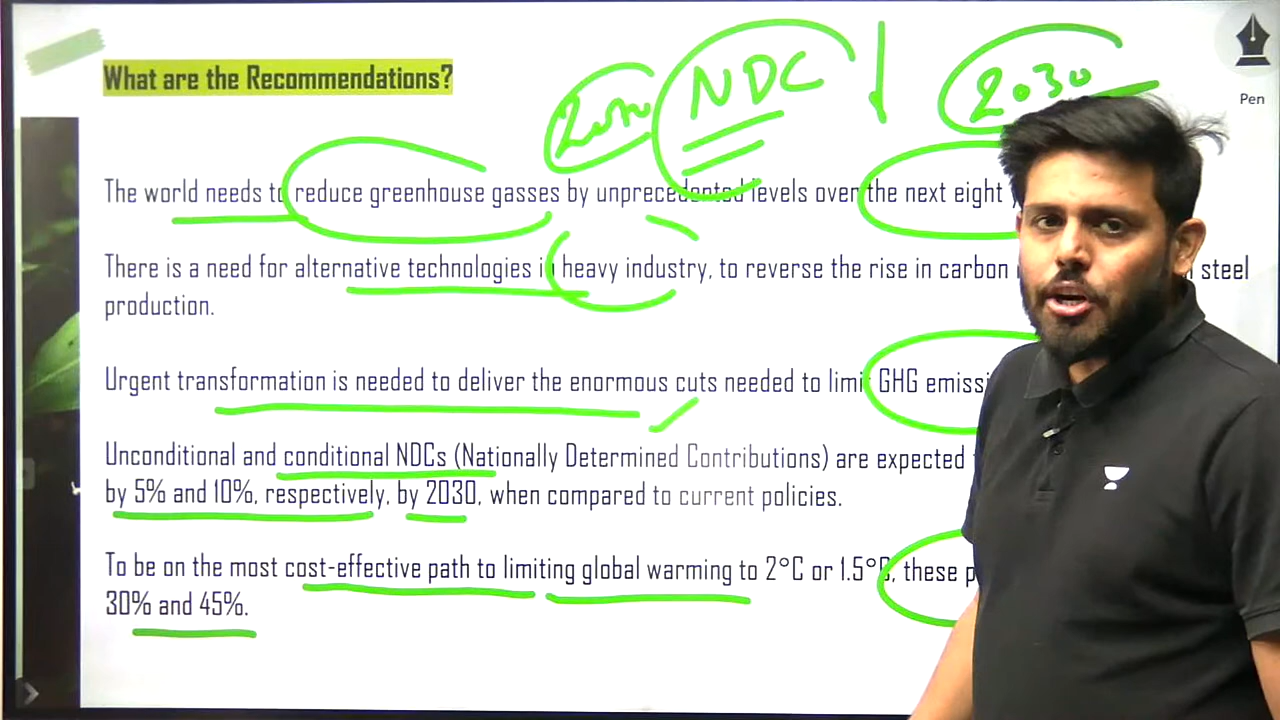 What are the Recommendations?
NDC
2030
Pen
The world needs to reduce greenhouse gasses by unprecedented levels over the next eight
There is a need for alternative technologies in heavy industry, to reverse the rise in carbon steel
production.
Urgent transformation is needed to deliver the enormous cuts needed to limit GHG
Unconditional and conditional NDCs (Nationally Determined Contributions) are expected
by 5% and 10%, respectively, by 2030, when compared to current policies.
To be on the most cost-effective path to limiting global warming to 2°C or 1.5°C, these
30% and 45%.